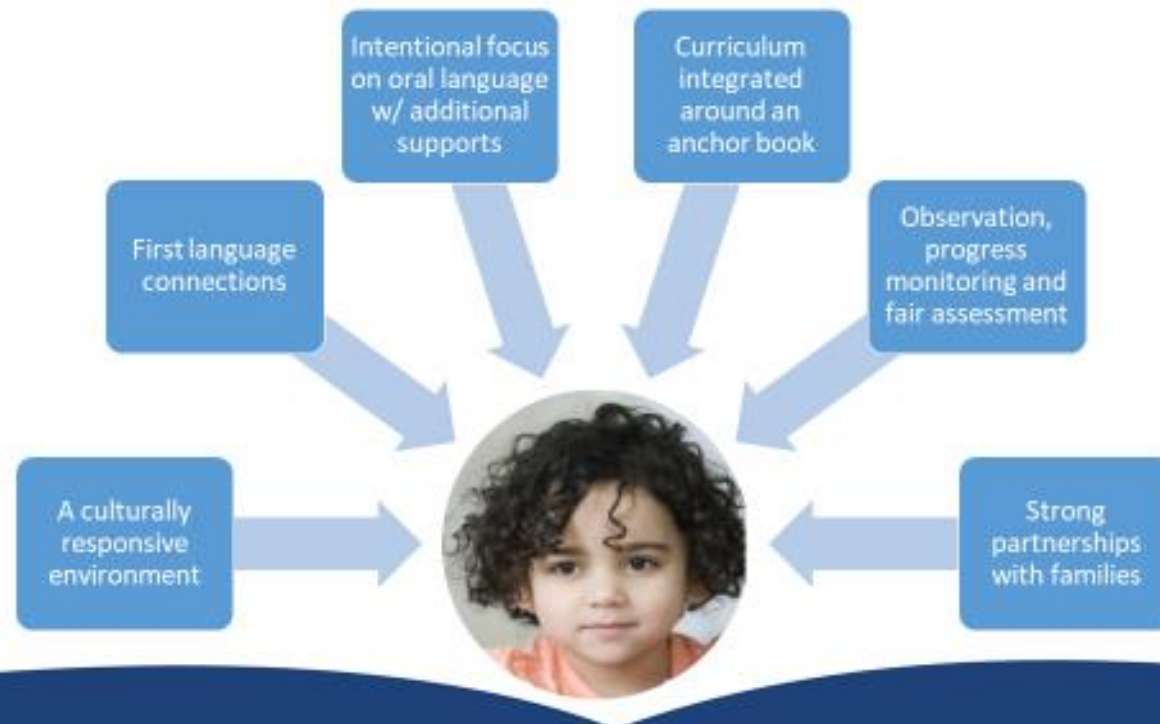 A culturally
responsive
environment
First language
connections
Intentional focus
on oral language
w/ additional
supports
Curriculum
integrated
around an
anchor book
Observation,
progress
monitoring and
fair assessment
Strong
partnerships
with families